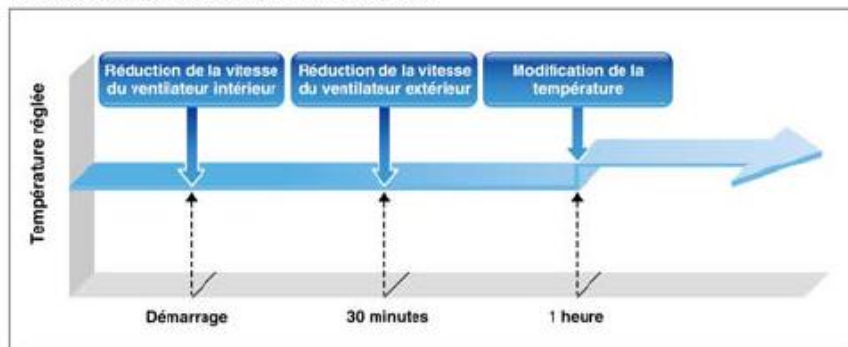 Réduction de la vitesse
du ventilateur intérieur
Réduction de la vitesse
du ventilateur extérieur
Modification de la
température
Température réglée
Démarrage
30 minutes
1 heure